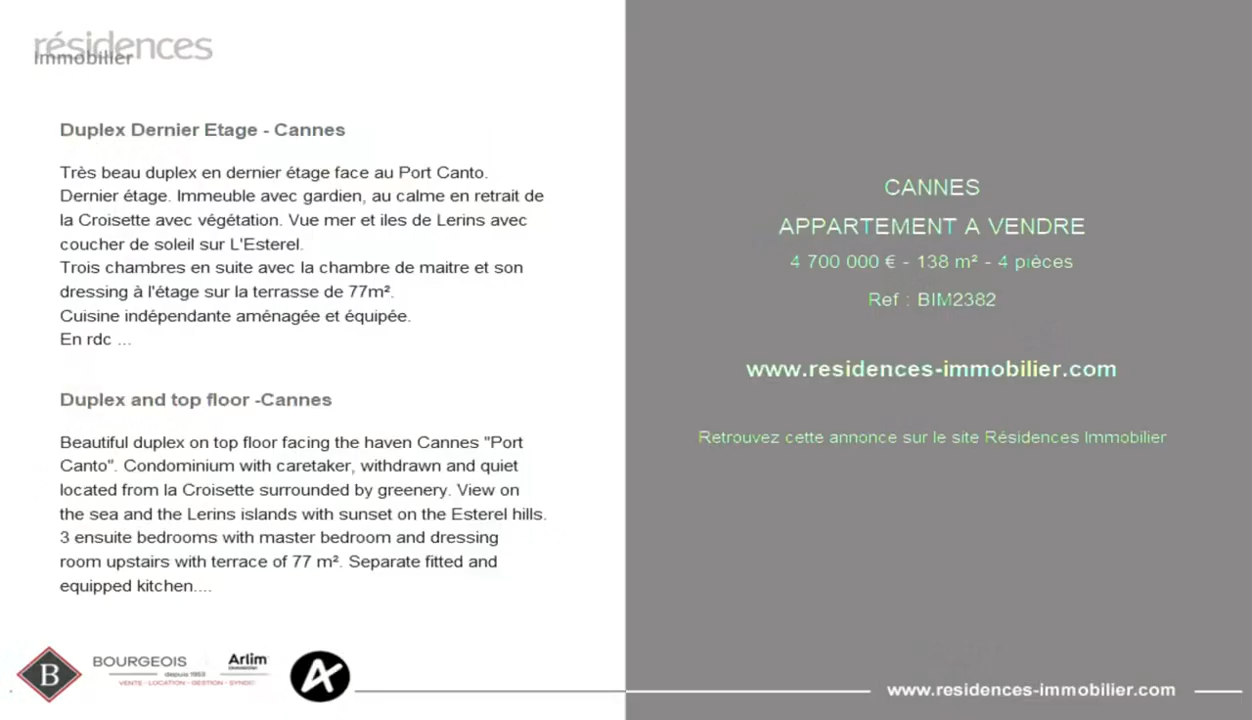 résidences
Immobilier
Duplex Dernier Etage - Cannes
Très beau duplex en dernier étage face au Port Canto.
Dernier étage. Immeuble avec gardien, au calme en retrait de
la Croisette avec végétation. Vue mer et iles de Lerins avec
coucher de soleil sur L'Esterel.
Trois chambres en suite avec la chambre de maitre et son
dressing à l'étage sur la terrasse de 77m².
Cuisine indépendante aménagée et équipée.
En rdc ...
Duplex and top floor -Cannes
Beautiful duplex on top floor facing the haven Cannes "Port
Canto". Condominium with caretaker, withdrawn and quiet
located from la Croisette surrounded by greenery. View on
the sea and the Lerins islands with sunset on the Esterel hills.
3 ensuite bedrooms with master bedroom and dressing
room upstairs with terrace of 77 m². Separate fitted and
equipped kitchen....
B
BOURGEOIS
depuis 1953
VENTE - LOCATION - GESTION - SYNDIC
Arlim
A
CANNES
APPARTEMENT A VENDRE
4 700 000 € - 138 m² - 4 pièces
Ref : BIM2382
www.residences-immobilier.com
Retrouvez cette annonce sur le site Résidences Immobilier
www.residences-immobilier.com